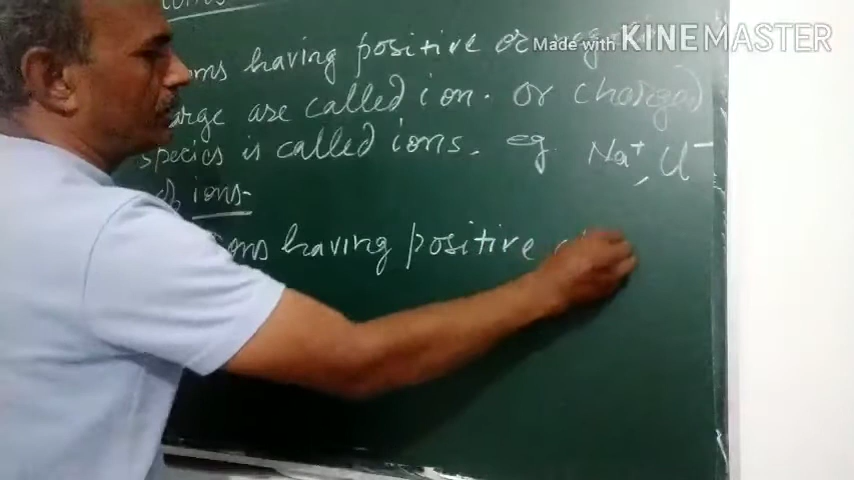 having positive or
Made with KINEMASTER
are called ion. or charged
species is called ions. eg Na+, Cl-
of ions-
having positive